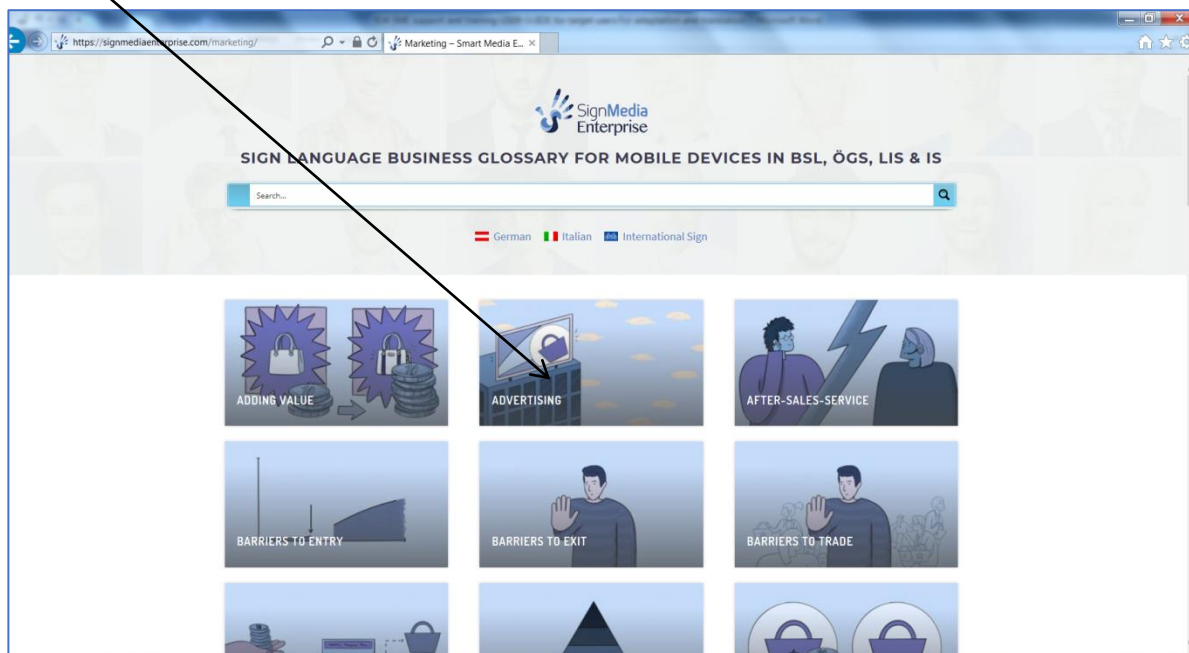 https://signmediaenterprise.com/marketing/
Marketing – Smart Media E...
SignMedia
Enterprise
SIGN LANGUAGE BUSINESS GLOSSARY FOR MOBILE DEVICES IN BSL, ÖGS, LIS & IS
Search...
German Italian International Sign
ADDING VALUE
ADVERTISING
AFTER-SALES-SERVICE
BARRIERS TO ENTRY
BARRIERS TO EXIT
BARRIERS TO TRADE